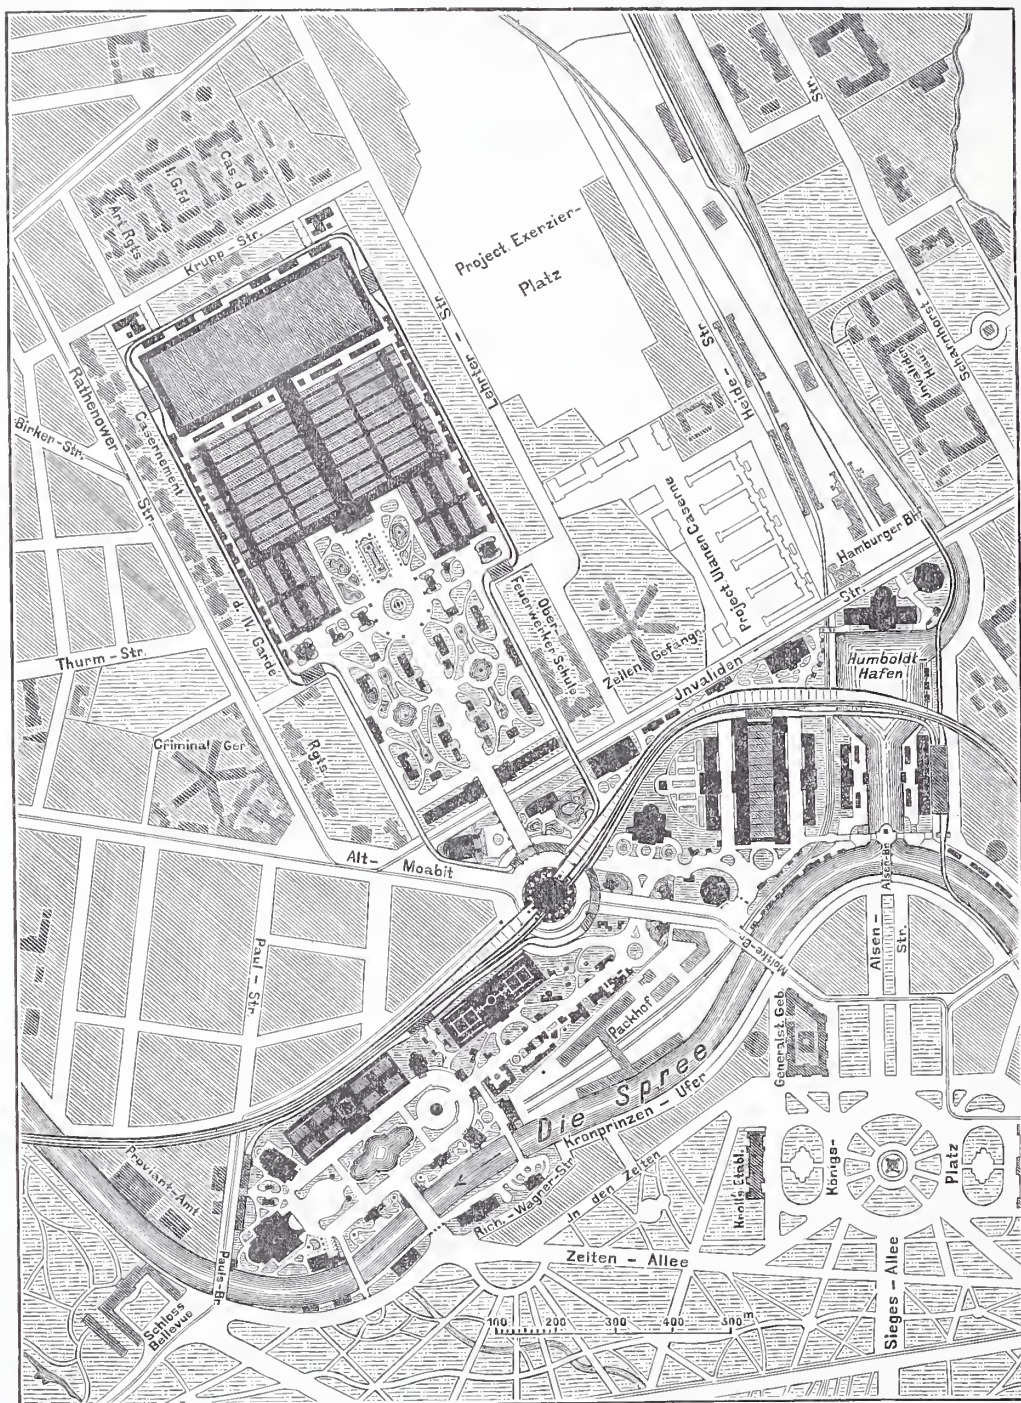 Str.
Cas. d.
I. G. Fd.
Art Rgts
Krupp-Str.
Project. Exerzier-
Platz
Lehrter - Str
Scharnhorst -
Invaliden
Haus
Heide - Str
Rathenower Str.
Birker-Str.
Casernement
d. IV. Garde
Rgts.
Project Ulanen Caserne
Hamburger Bhf
Ober
Feuerwerker Schule
Zellen Gefängn.
Invaliden - Str.
Humboldt-
Hafen
Thurm-Str.
Criminal Ger.
Alt- Moabit
Paul - Str
Moltke-Br.
Alsen-Br.
Alsen-
Str.
Packhof
Generalst. Geb.
Die Spree
Kronprinzen - Ufer
Proviant-Amt
Rich.-Wagner-Str.
In den Zelten
Krolls Etabl.
Königs-
Platz
Zelten - Allee
Sieges - Allee
Pauls-Br
Schloss
Bellevue
100 200 300 400 500 m